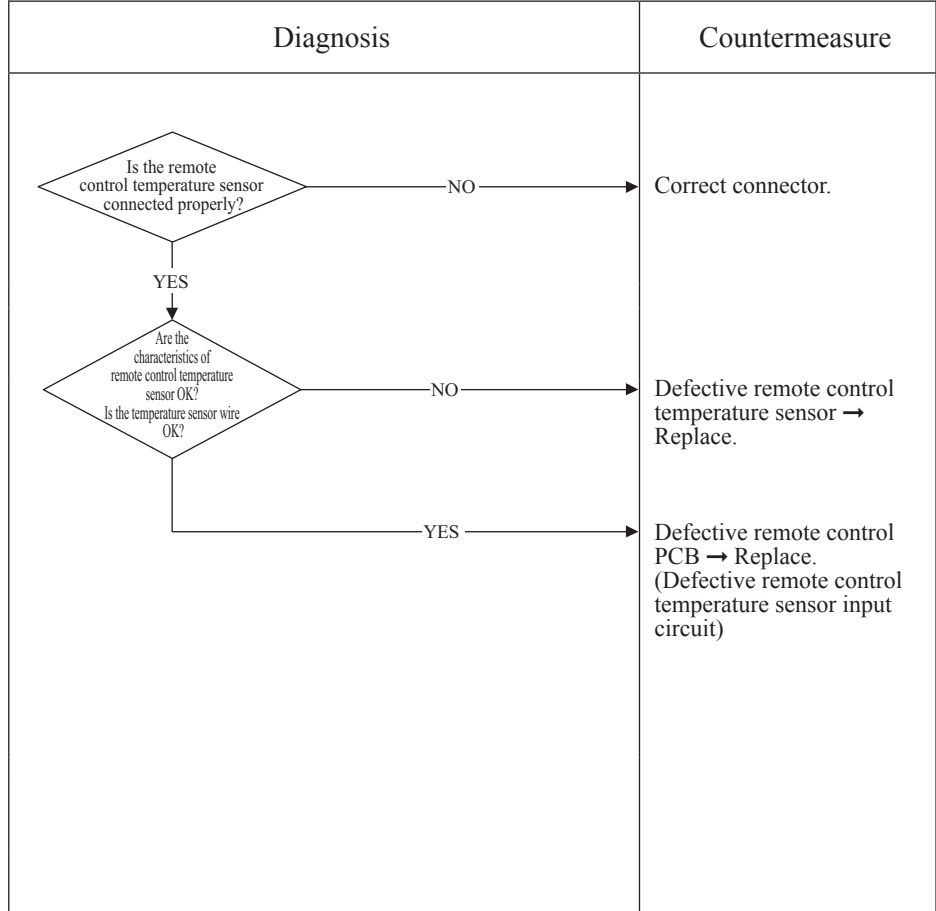 Diagnosis
Countermeasure
Is the remote
control temperature sensor
connected properly?
NO
Correct connector.
YES
Are the
characteristics of
remote control temperature
sensor OK?
Is the temperature sensor wire
OK?
NO
Defective remote control
temperature sensor ➞
Replace.
YES
Defective remote control
PCB ➞ Replace.
(Defective remote control
temperature sensor input
circuit)